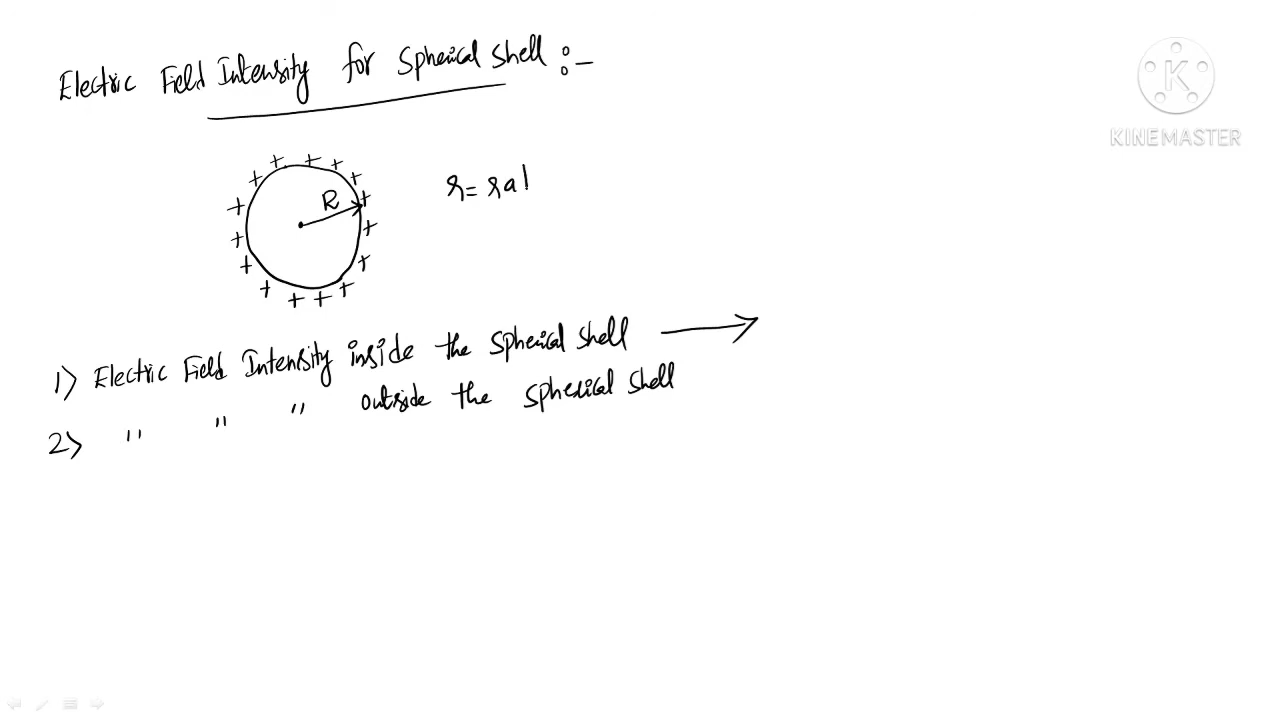 Electric Field Intensity for Spherical Shell :-
KINEMASTER
+ + + + + + + + + + + + + + + +
R
r = ral
1) Electric Field Intensity inside the Spherical Shell →
2) " " " outside the Spherical Shell